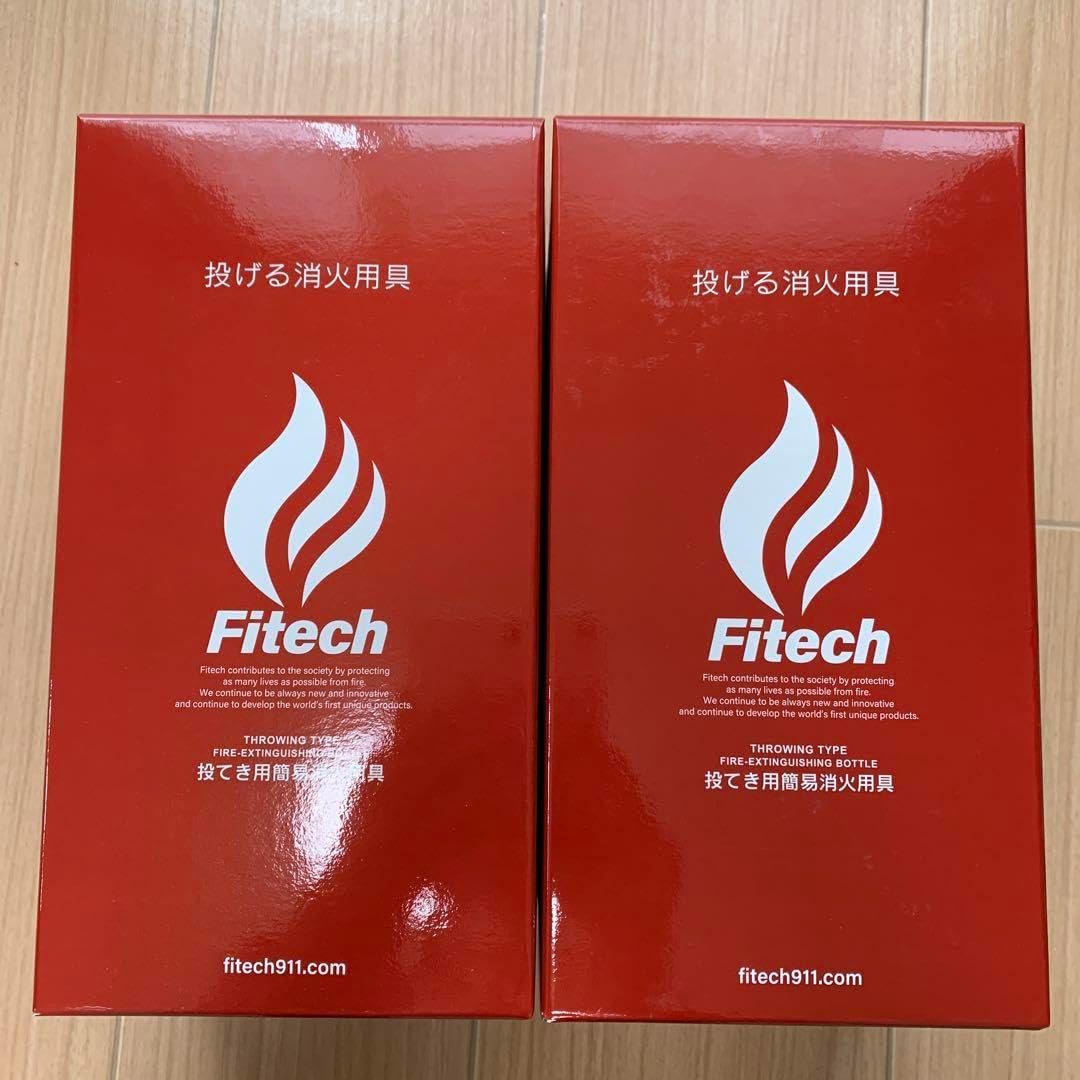 投げる消火用具
Fitech
Fitech contributes to the society by protecting
as many lives as possible from fire.
We continue to be always new and innovative
and continue to develop the world's first unique products.
THROWING TYPE
FIRE-EXTINGUISHING BOTTLE
投てき用簡易消火用具
fitech911.com
投げる消火用具
Fitech
Fitech contributes to the society by protecting
as many lives as possible from fire.
We continue to be always new and innovative
and continue to develop the world's first unique products.
THROWING TYPE
FIRE-EXTINGUISHING BOTTLE
投てき用簡易消火用具
fitech911.com